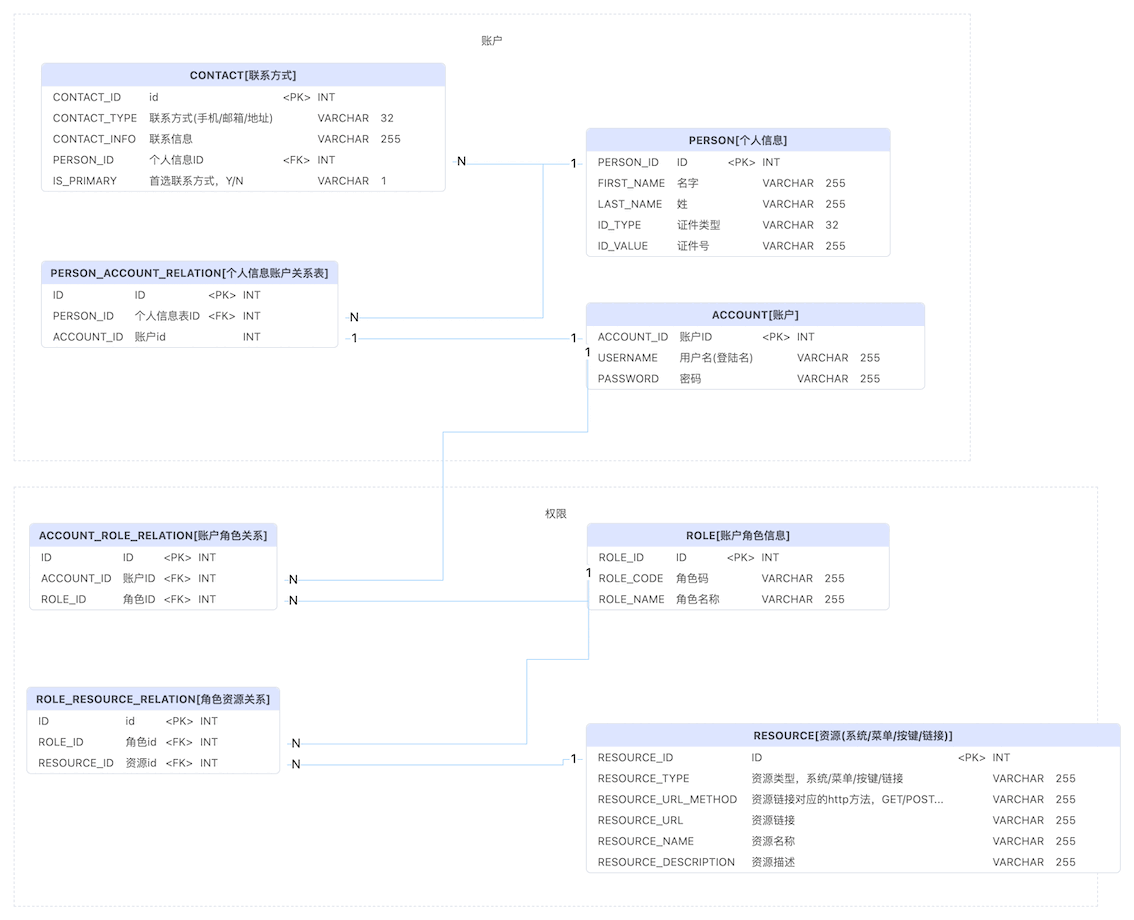 账户
CONTACT[联系方式]
CONTACT_ID id <PK> INT
CONTACT_TYPE 联系方式(手机/邮箱/地址) VARCHAR 32
CONTACT_INFO 联系信息 VARCHAR 255
PERSON_ID 个人信息ID <FK> INT
IS_PRIMARY 首选联系方式，Y/N VARCHAR 1
N
1
PERSON[个人信息]
PERSON_ID ID <PK> INT
FIRST_NAME 名字 VARCHAR 255
LAST_NAME 姓 VARCHAR 255
ID_TYPE 证件类型 VARCHAR 32
ID_VALUE 证件号 VARCHAR 255
PERSON_ACCOUNT_RELATION[个人信息账户关系表]
ID ID <PK> INT
PERSON_ID 个人信息表ID <FK> INT
ACCOUNT_ID 账户id INT
N
1
1
1
ACCOUNT[账户]
ACCOUNT_ID 账户ID <PK> INT
USERNAME 用户名(登陆名) VARCHAR 255
PASSWORD 密码 VARCHAR 255
权限
ACCOUNT_ROLE_RELATION[账户角色关系]
ID ID <PK> INT
ACCOUNT_ID 账户ID <FK> INT
ROLE_ID 角色ID <FK> INT
N
N
1
ROLE[账户角色信息]
ROLE_ID ID <PK> INT
ROLE_CODE 角色码 VARCHAR 255
ROLE_NAME 角色名称 VARCHAR 255
ROLE_RESOURCE_RELATION[角色资源关系]
ID id <PK> INT
ROLE_ID 角色id <FK> INT
RESOURCE_ID 资源id <FK> INT
N
N
1
RESOURCE[资源(系统/菜单/按键/链接)]
RESOURCE_ID ID <PK> INT
RESOURCE_TYPE 资源类型，系统/菜单/按键/链接 VARCHAR 255
RESOURCE_URL_METHOD 资源链接对应的http方法，GET/POST... VARCHAR 255
RESOURCE_URL 资源链接 VARCHAR 255
RESOURCE_NAME 资源名称 VARCHAR 255
RESOURCE_DESCRIPTION 资源描述 VARCHAR 255